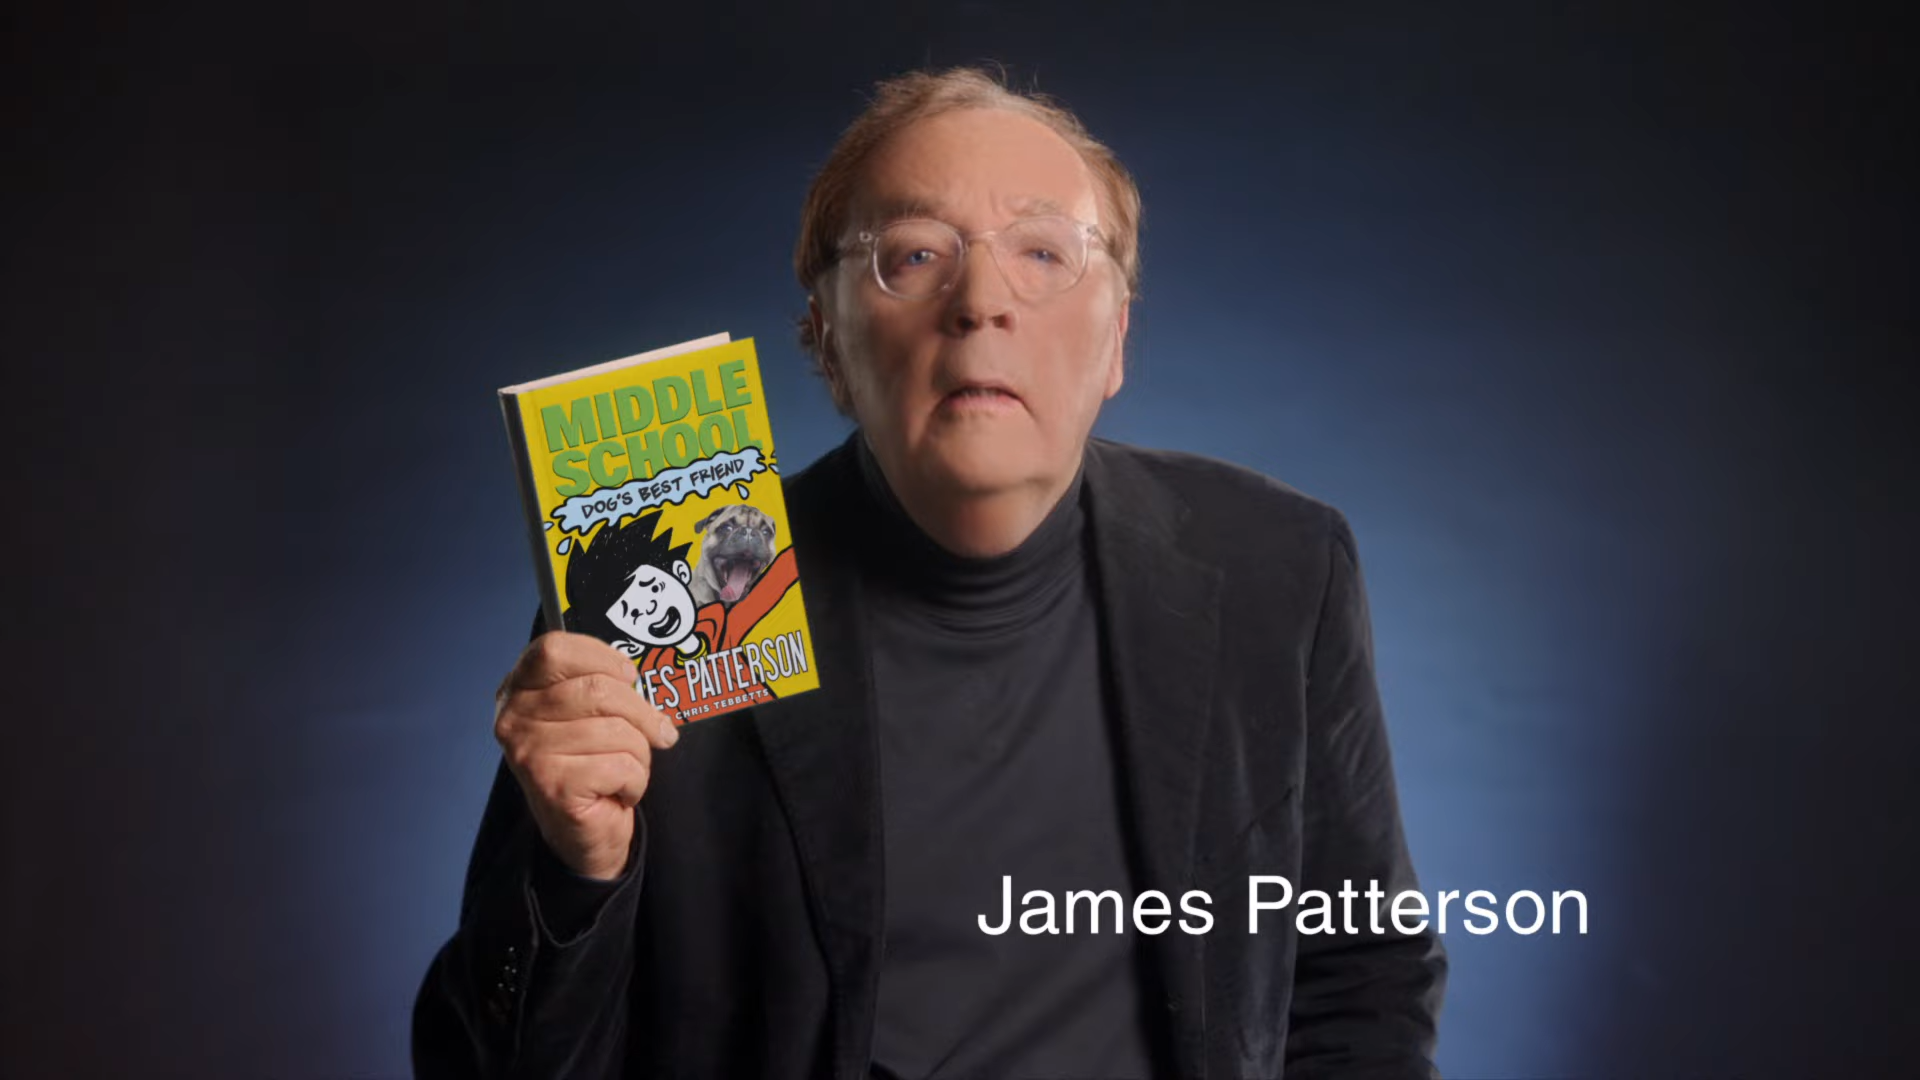 MIDDLE
SCHOOL
DOG'S BEST FRIEND
ES PATTERSON
CHRIS TEBBETTS
James Patterson